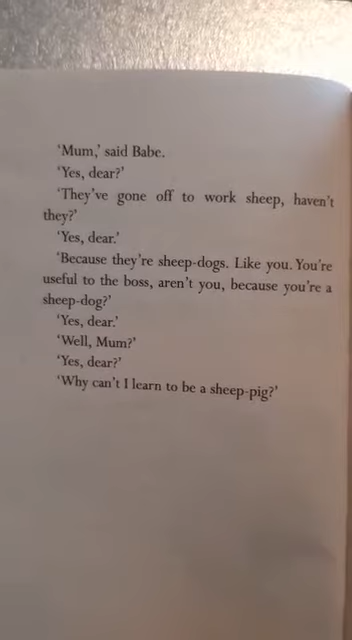 ‘Mum,’ said Babe.
‘Yes, dear?’
‘They’ve gone off to work sheep, haven’t
they?’
‘Yes, dear.’
‘Because they’re sheep-dogs. Like you. You’re
useful to the boss, aren’t you, because you’re a
sheep-dog?’
‘Yes, dear.’
‘Well, Mum?’
‘Yes, dear?’
‘Why can’t I learn to be a sheep-pig?’